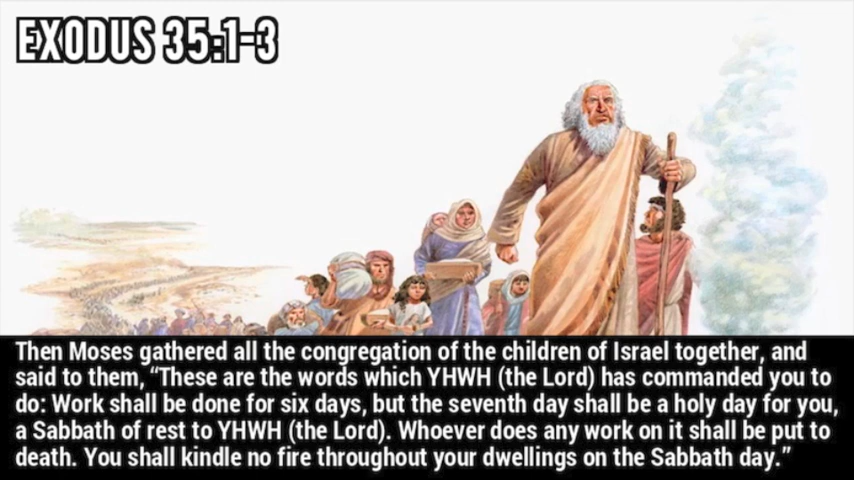 EXODUS 35:1-3
Then Moses gathered all the congregation of the children of Israel together, and
said to them, “These are the words which YHWH (the Lord) has commanded you to
do: Work shall be done for six days, but the seventh day shall be a holy day for you,
a Sabbath of rest to YHWH (the Lord). Whoever does any work on it shall be put to
death. You shall kindle no fire throughout your dwellings on the Sabbath day.”